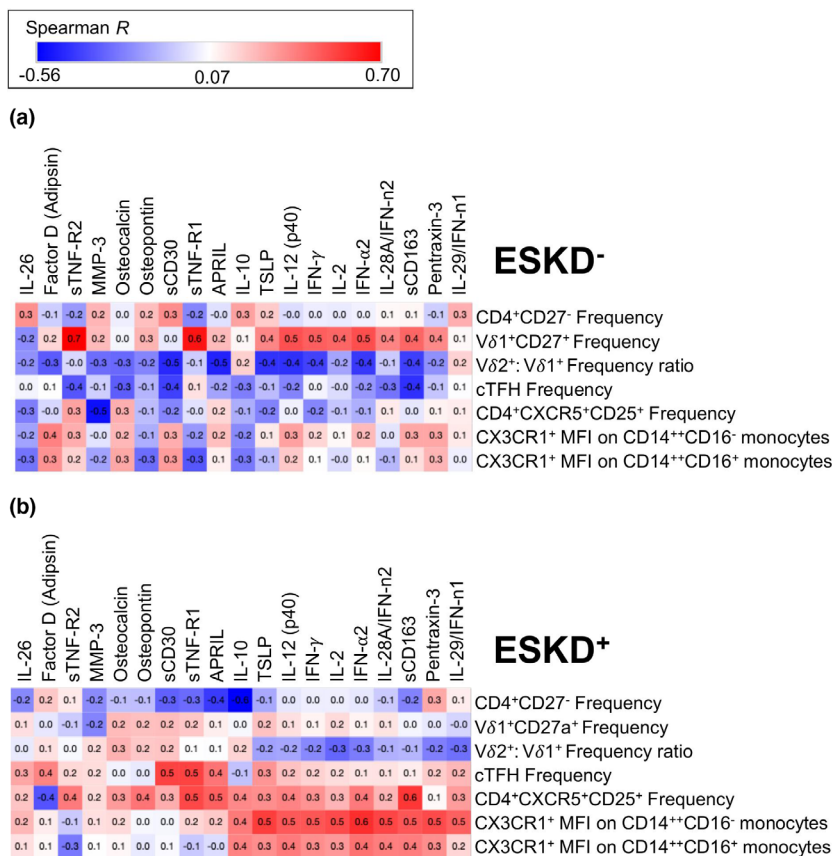 Spearman R
-0.56 0.07 0.70
(a)
IL-26 Factor D (Adipsin) sTNF-R2 MMP-3 Osteocalcin Osteopontin sCD30 sTNF-R1 APRIL IL-10 TSLP IL-12 (p40) IFN-γ IL-2 IFN-α2 IL-28A/IFN-n2 sCD163 Pentraxin-3 IL-29/IFN-n1
ESKD⁻
0.3 -0.1 -0.2 0.2 0.0 0.2 0.3 -0.2 -0.0 0.3 0.2 -0.0 0.0 0.0 -0.0 0.1 0.1 -0.1 0.3 CD4⁺CD27⁻ Frequency
-0.2 0.2 0.7 0.2 0.0 0.3 0.0 0.6 0.2 0.1 0.4 0.5 0.5 0.4 0.5 0.4 0.4 0.4 0.1 Vδ1⁺CD27⁺ Frequency
-0.2 -0.3 -0.0 -0.3 -0.3 -0.2 -0.5 -0.1 -0.5 -0.2 -0.4 -0.4 -0.4 -0.2 -0.4 -0.1 -0.4 -0.2 0.2 Vδ2⁺: Vδ1⁺ Frequency ratio
0.0 0.1 -0.4 -0.1 -0.3 -0.1 -0.4 0.1 -0.2 -0.3 -0.1 -0.2 0.0 -0.0 -0.2 -0.3 -0.4 -0.1 0.1 cTFH Frequency
-0.3 -0.0 0.3 -0.5 0.3 -0.1 -0.2 -0.0 0.2 -0.1 -0.2 0.0 -0.2 -0.1 -0.1 0.0 0.1 0.0 0.1 CD4⁺CXCR5⁺CD25⁺ Frequency
-0.2 0.4 0.3 -0.0 0.2 -0.1 0.3 -0.1 0.2 -0.2 0.1 0.3 0.2 0.1 0.2 -0.0 0.3 0.3 0.1 CX3CR1⁺ MFI on CD14⁺⁺CD16⁻ monocytes
-0.3 0.3 0.2 -0.2 0.3 -0.3 0.3 -0.3 0.1 -0.3 -0.1 0.2 0.1 -0.0 0.1 -0.2 0.1 0.3 0.0 CX3CR1⁺ MFI on CD14⁺⁺CD16⁺ monocytes
(b)
IL-26 Factor D (Adipsin) sTNF-R2 MMP-3 Osteocalcin Osteopontin sCD30 sTNF-R1 APRIL IL-10 TSLP IL-12 (p40) IFN-γ IL-2 IFN-α2 IL-28A/IFN-n2 sCD163 Pentraxin-3 IL-29/IFN-n1
ESKD⁺
-0.2 0.2 0.1 -0.2 -0.1 -0.1 -0.3 -0.3 -0.4 -0.6 -0.1 0.0 0.0 0.0 0.0 -0.1 -0.2 0.3 0.1 CD4⁺CD27⁻ Frequency
0.1 0.0 -0.1 -0.2 0.2 0.2 0.2 0.2 0.1 0.0 0.2 0.1 0.1 0.2 0.1 0.1 0.0 0.0 -0.0 Vδ1⁺CD27a⁺ Frequency
0.0 0.1 0.0 0.2 0.3 0.2 0.2 0.1 0.1 0.2 -0.2 -0.2 -0.2 -0.3 -0.3 -0.1 -0.1 -0.2 -0.3 Vδ2⁺: Vδ1⁺ Frequency ratio
0.3 0.4 0.2 0.2 0.0 0.0 0.5 0.5 0.4 -0.1 0.3 0.2 0.2 0.2 0.1 0.1 0.1 0.2 0.2 cTFH Frequency
0.2 -0.4 0.4 0.2 0.3 0.4 0.3 0.5 0.5 0.4 0.3 0.4 0.3 0.3 0.4 0.2 0.6 0.1 0.3 CD4⁺CXCR5⁺CD25⁺ Frequency
0.2 0.1 -0.1 0.1 0.2 0.0 0.0 0.2 0.2 0.4 0.5 0.5 0.5 0.5 0.6 0.5 0.5 0.5 0.5 CX3CR1⁺ MFI on CD14⁺⁺CD16⁻ monocytes
0.1 0.1 -0.3 0.1 0.1 -0.0 0.1 -0.1 -0.0 0.4 0.3 0.4 0.3 0.3 0.4 0.3 0.3 0.3 0.2 CX3CR1⁺ MFI on CD14⁺⁺CD16⁺ monocytes